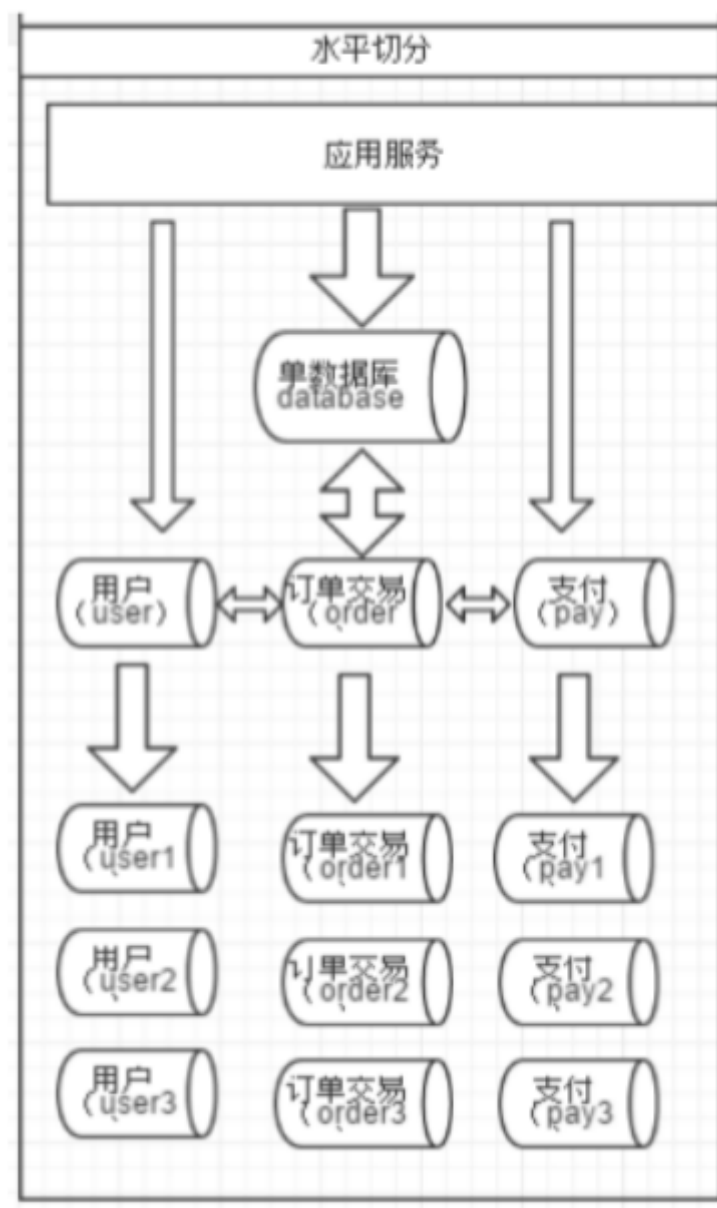 水平切分
应用服务
单数据库
database
用户
（user）
订单交易
（order
支付
（pay）
用户
（user1
订单交易
（order1
支付
（pay1
用户
（user2
订单交易
（order2
支付
（pay2
用户
（user3
订单交易
（order3
支付
（pay3